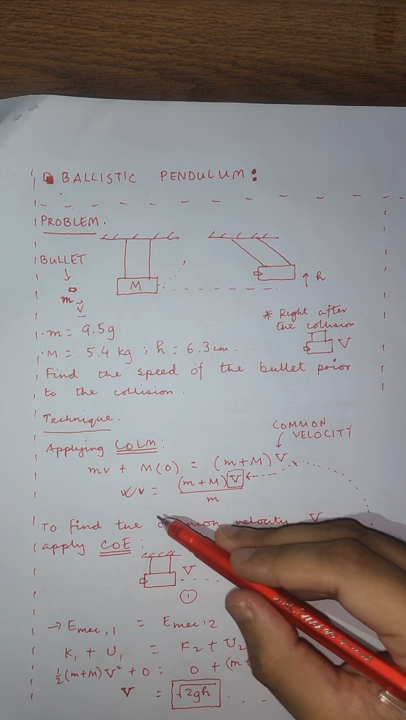 BALLISTIC PENDULUM:
PROBLEM.
BULLET
m
v
M
h
* Right after
the collision
V
m = 9.5g
M = 5.4 kg ; h = 6.3 cm.
Find the speed of the bullet prior
to the collision.
Technique.
Applying COLM:
COMMON
VELOCITY
mv + M(0) = (m+M) V
v = (m+M) V
m
To find the common velocity V
apply COE:
V
1
→ Emec,1 = Emec,2
K1 + U1 = K2 + U2
½(m+M)V² + 0 = 0 + (m+
V = √2gh